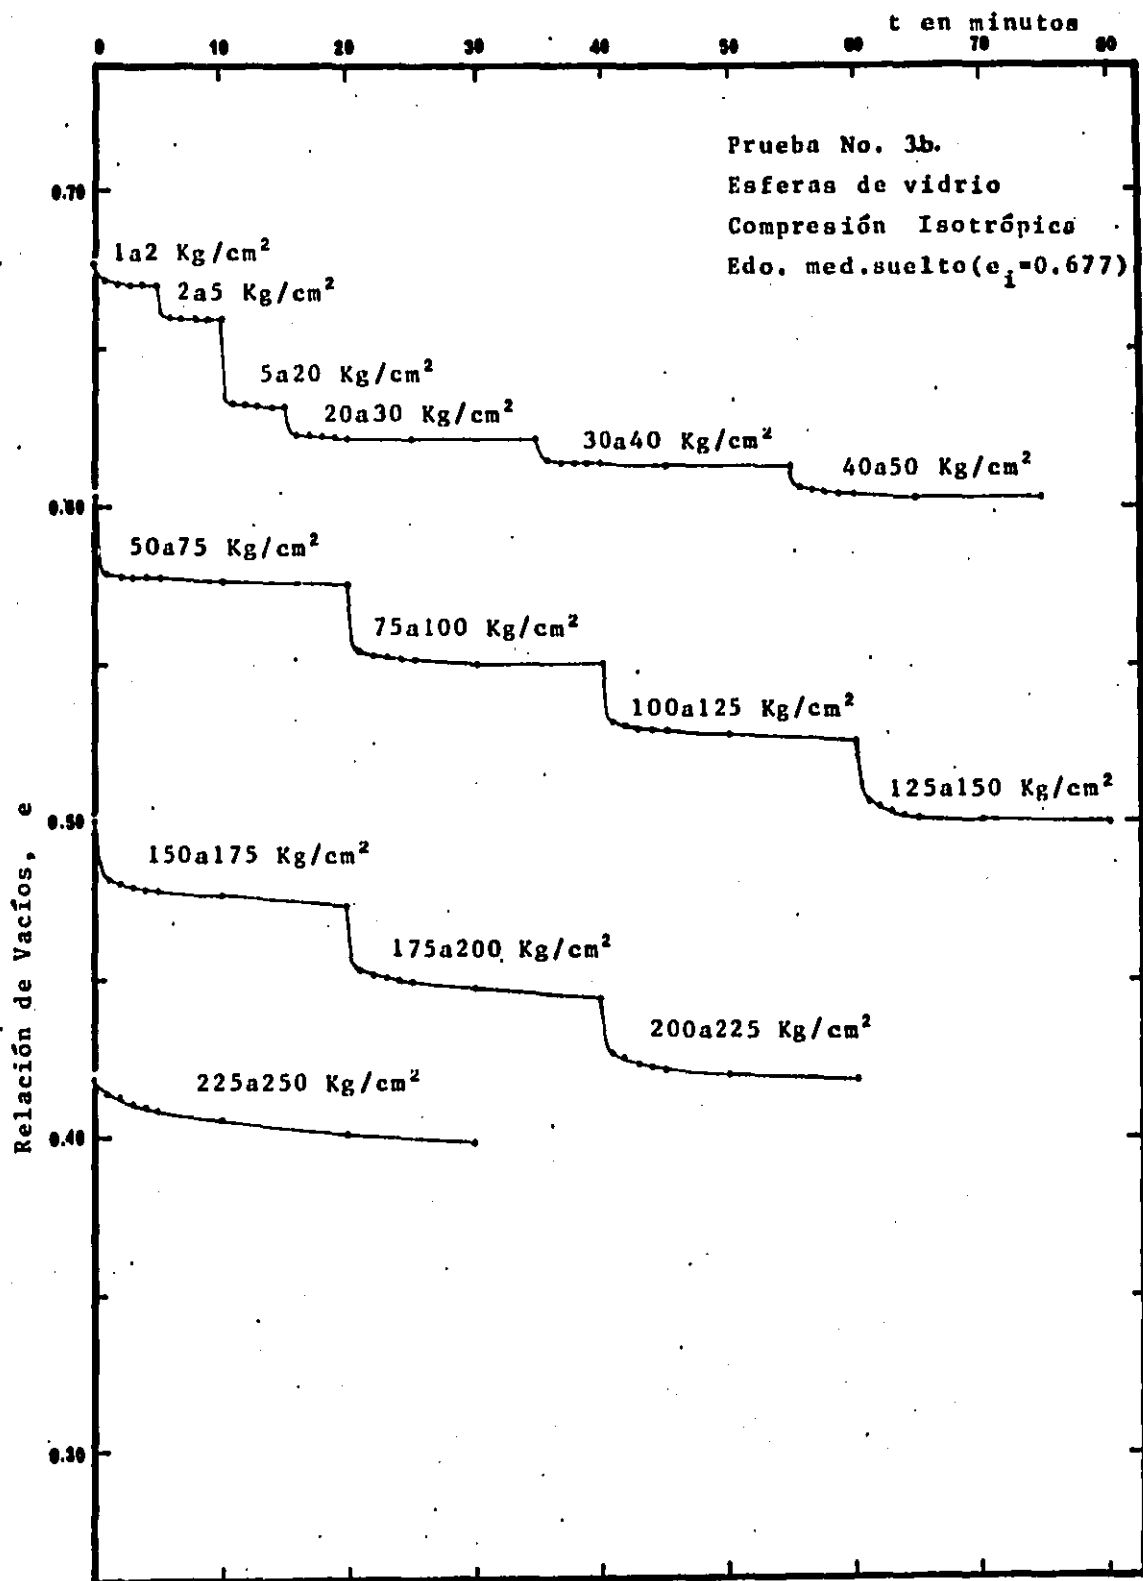 t en minutos
0 10 20 30 40 50 60 70 80
Prueba No. 3b.
Esferas de vidrio
Compresión Isotrópica
Edo. med.suelto(e_i=0.677)
0.70
1a2 Kg/cm²
2a5 Kg/cm²
5a20 Kg/cm²
20a30 Kg/cm²
30a40 Kg/cm²
40a50 Kg/cm²
0.60
50a75 Kg/cm²
75a100 Kg/cm²
100a125 Kg/cm²
125a150 Kg/cm²
0.50
150a175 Kg/cm²
175a200 Kg/cm²
200a225 Kg/cm²
225a250 Kg/cm²
0.40
0.30
Relación de Vacíos, e